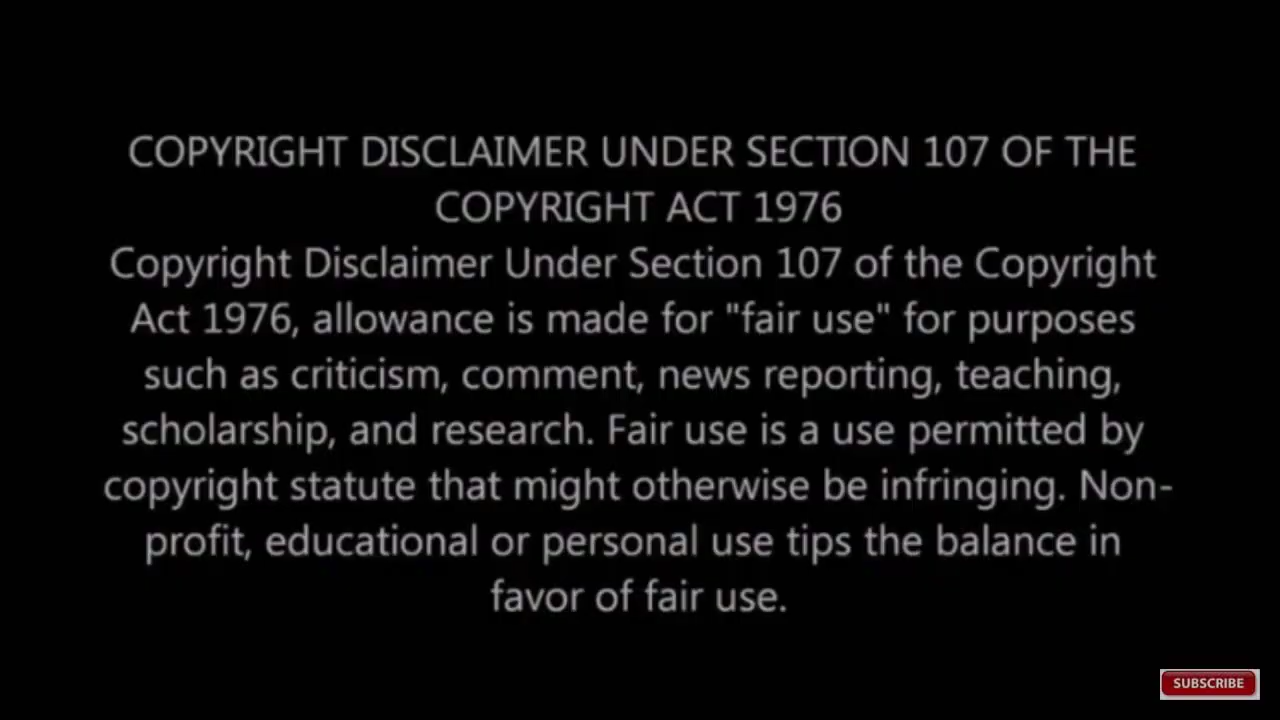 COPYRIGHT DISCLAIMER UNDER SECTION 107 OF THE
COPYRIGHT ACT 1976
Copyright Disclaimer Under Section 107 of the Copyright
Act 1976, allowance is made for "fair use" for purposes
such as criticism, comment, news reporting, teaching,
scholarship, and research. Fair use is a use permitted by
copyright statute that might otherwise be infringing. Non-
profit, educational or personal use tips the balance in
favor of fair use.
SUBSCRIBE